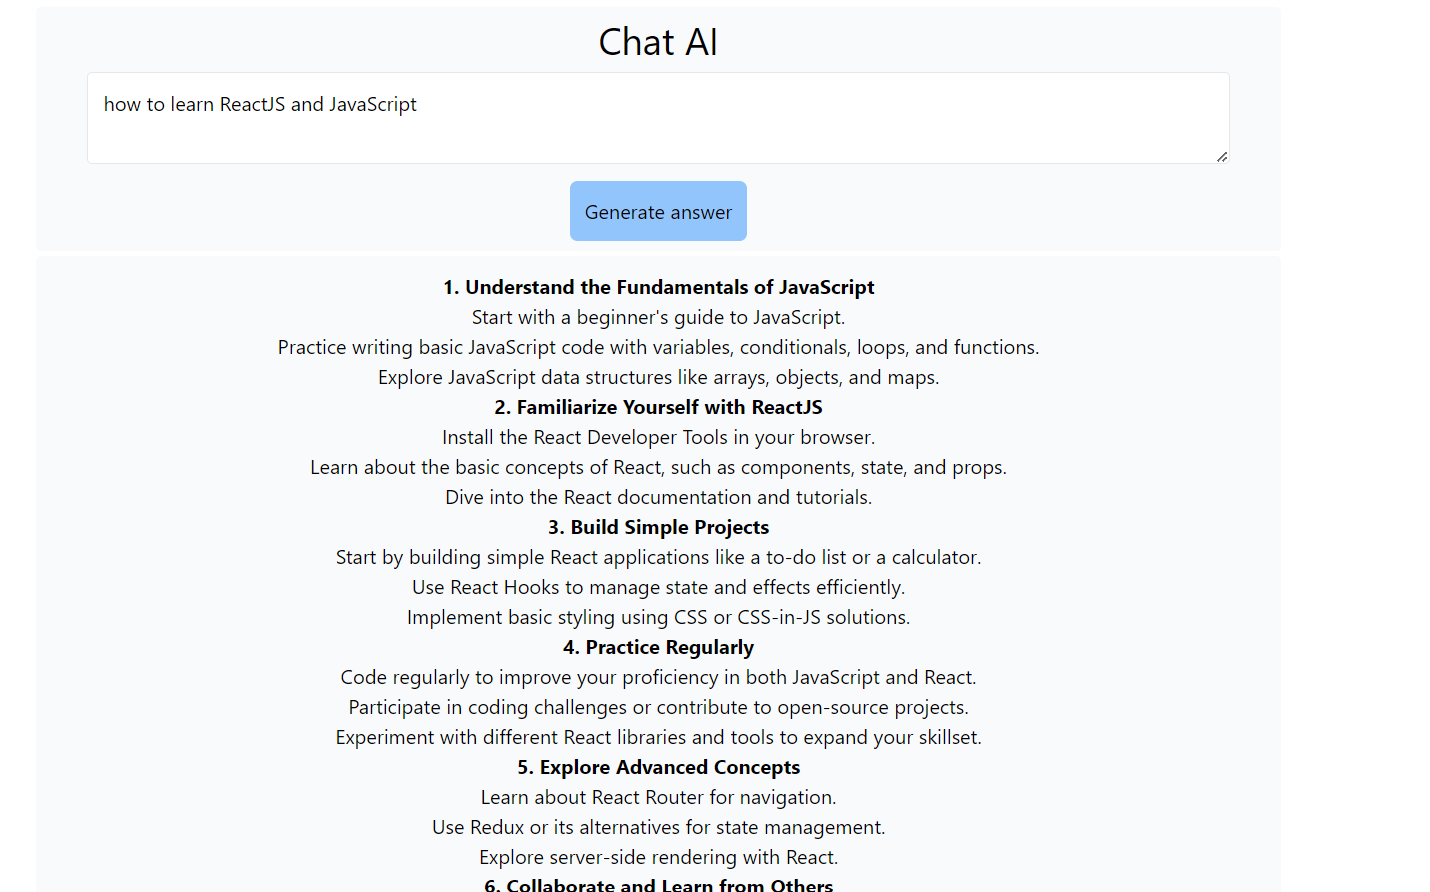 Chat AI
how to learn ReactJS and JavaScript
Generate answer
1. Understand the Fundamentals of JavaScript
Start with a beginner's guide to JavaScript.
Practice writing basic JavaScript code with variables, conditionals, loops, and functions.
Explore JavaScript data structures like arrays, objects, and maps.
2. Familiarize Yourself with ReactJS
Install the React Developer Tools in your browser.
Learn about the basic concepts of React, such as components, state, and props.
Dive into the React documentation and tutorials.
3. Build Simple Projects
Start by building simple React applications like a to-do list or a calculator.
Use React Hooks to manage state and effects efficiently.
Implement basic styling using CSS or CSS-in-JS solutions.
4. Practice Regularly
Code regularly to improve your proficiency in both JavaScript and React.
Participate in coding challenges or contribute to open-source projects.
Experiment with different React libraries and tools to expand your skillset.
5. Explore Advanced Concepts
Learn about React Router for navigation.
Use Redux or its alternatives for state management.
Explore server-side rendering with React.
6. Collaborate and Learn from Others